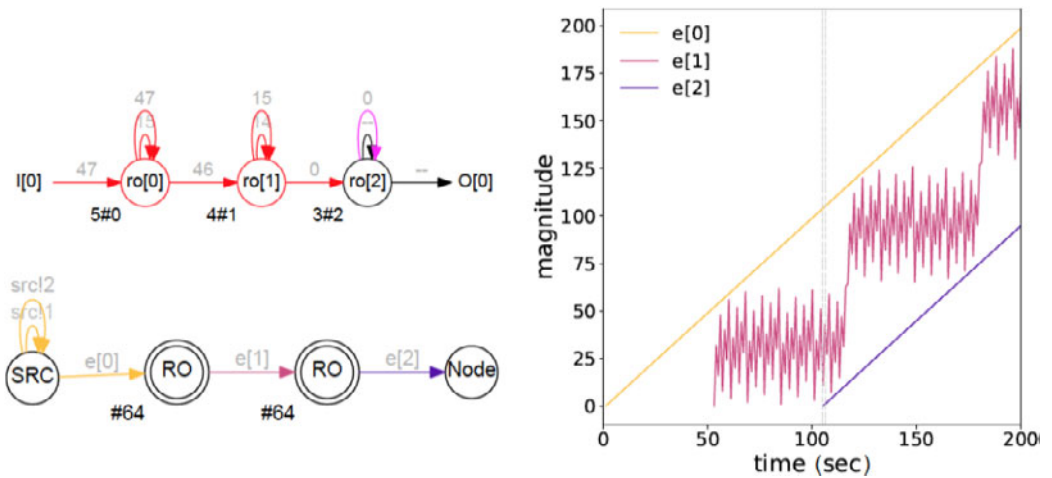 47
15
15
14
0
--
I[0]
47
ro[0]
46
ro[1]
0
ro[2]
--
O[0]
5#0
4#1
3#2
src!2
src!1
SRC
e[0]
RO
e[1]
RO
e[2]
Node
#64
#64
e[0]
e[1]
e[2]
magnitude
200
175
150
125
100
75
50
25
0
0
50
100
150
200
time (sec)